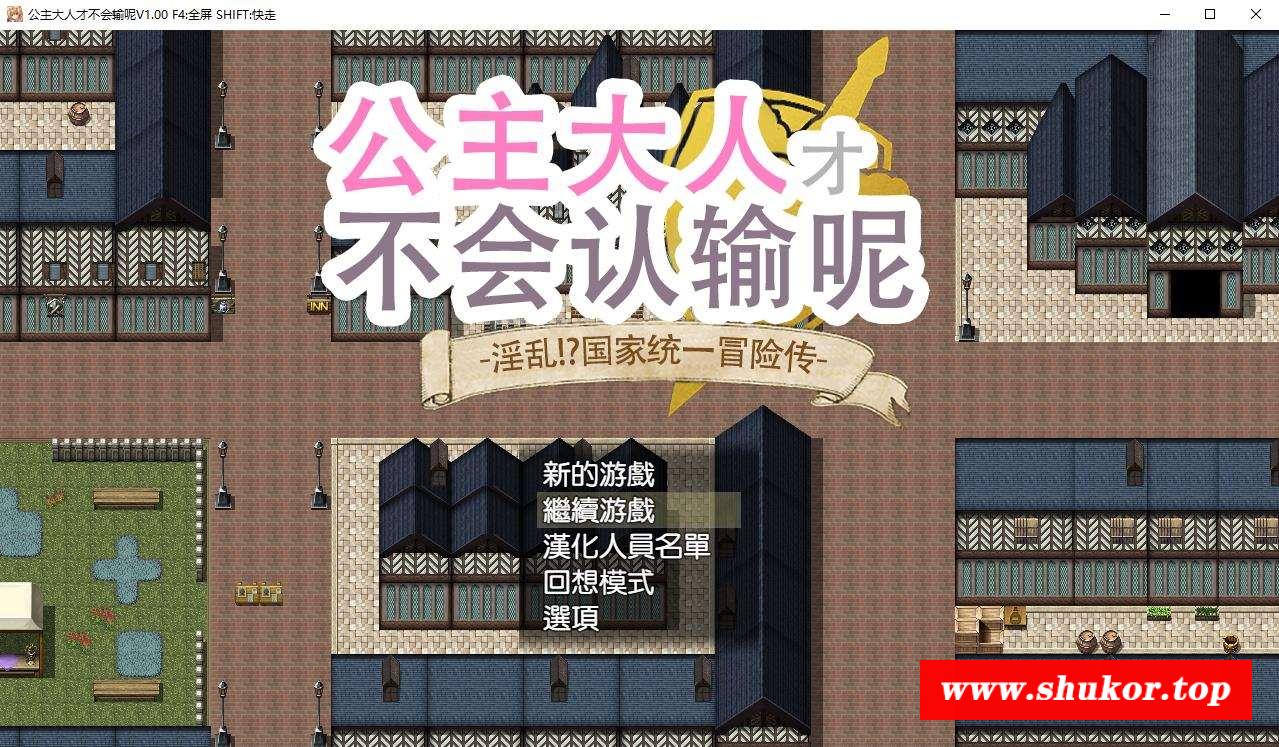 公主大人才不会输呢V1.00 F4:全屏 SHIFT:快走
公主大人才
不会认输呢
-淫乱!?国家统一冒险传-
INN
新的游戲
繼續游戲
漢化人員名單
回想模式
選項
www.shukor.top